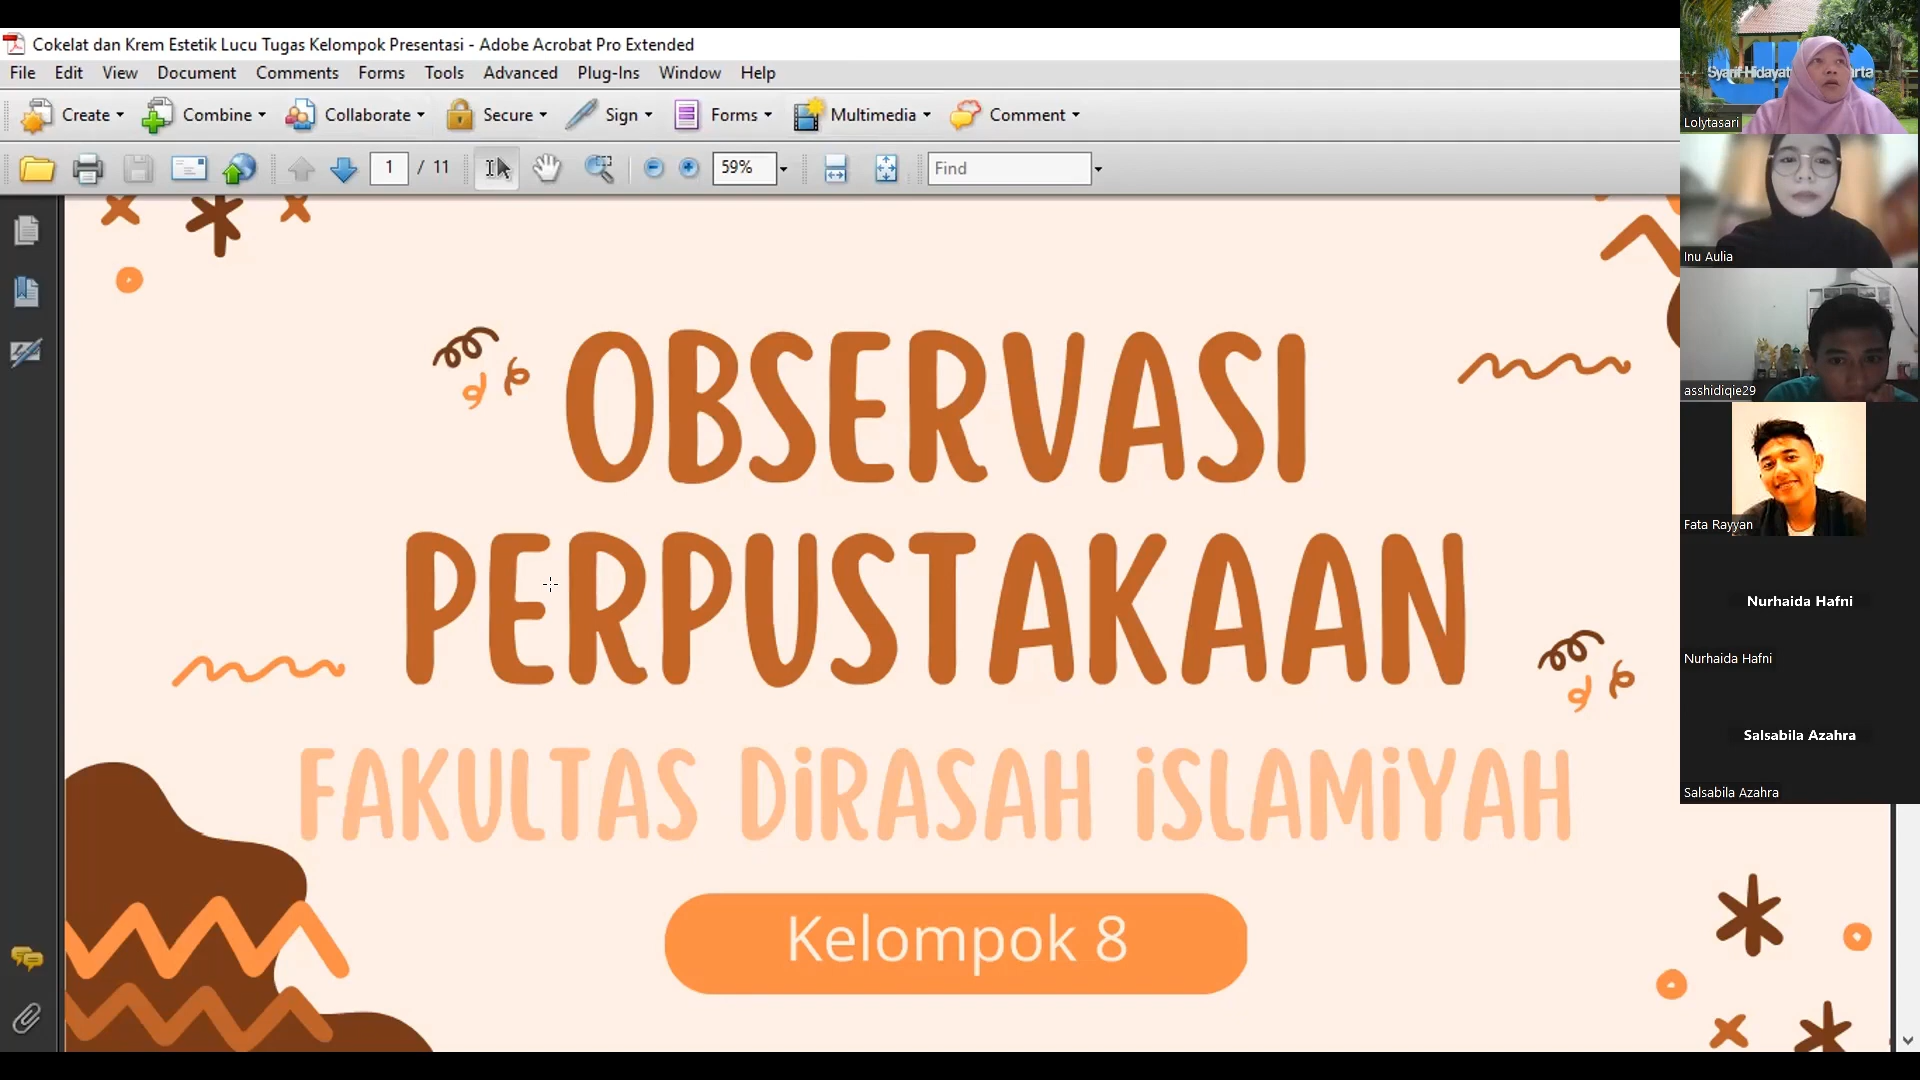 Cokelat dan Krem Estetik Lucu Tugas Kelompok Presentasi - Adobe Acrobat Pro Extended
File Edit View Document Comments Forms Tools Advanced Plug-Ins Window Help
Create Combine Collaborate Secure Sign Forms Multimedia Comment
1 / 11 59% Find
OBSERVASI
PERPUSTAKAAN
FAKULTAS DiRASAH iSLAMiYAH
Kelompok 8
Syarif Hidayat
Lolytasari
Inu Aulia
asshidiqie29
Fata Rayyan
Nurhaida Hafni
Nurhaida Hafni
Salsabila Azahra
Salsabila Azahra